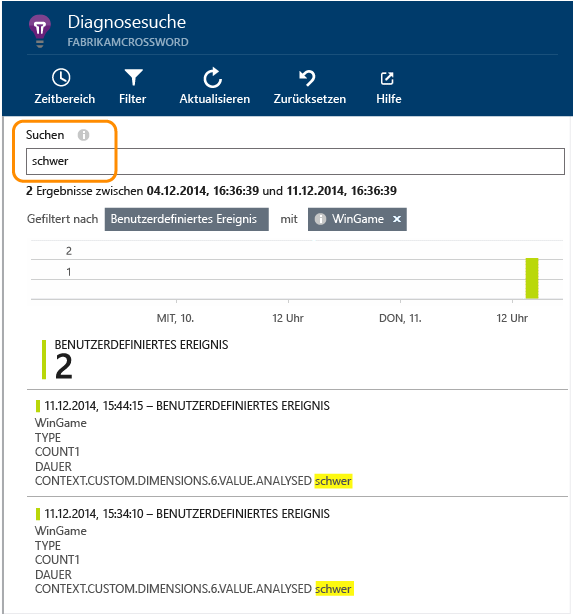 Diagnosesuche
FABRIKAMCROSSWORD
Zeitbereich Filter Aktualisieren Zurücksetzen Hilfe
Suchen
schwer
2 Ergebnisse zwischen 04.12.2014, 16:36:39 und 11.12.2014, 16:36:39
Gefiltert nach Benutzerdefiniertes Ereignis mit WinGame ×
2
1
MIT, 10. 12 Uhr DON, 11. 12 Uhr
BENUTZERDEFINIERTES EREIGNIS
2
11.12.2014, 15:44:15 – BENUTZERDEFINIERTES EREIGNIS
WinGame
TYPE
COUNT1
DAUER
CONTEXT.CUSTOM.DIMENSIONS.6.VALUE.ANALYSED schwer
11.12.2014, 15:34:10 – BENUTZERDEFINIERTES EREIGNIS
WinGame
TYPE
COUNT1
DAUER
CONTEXT.CUSTOM.DIMENSIONS.6.VALUE.ANALYSED schwer